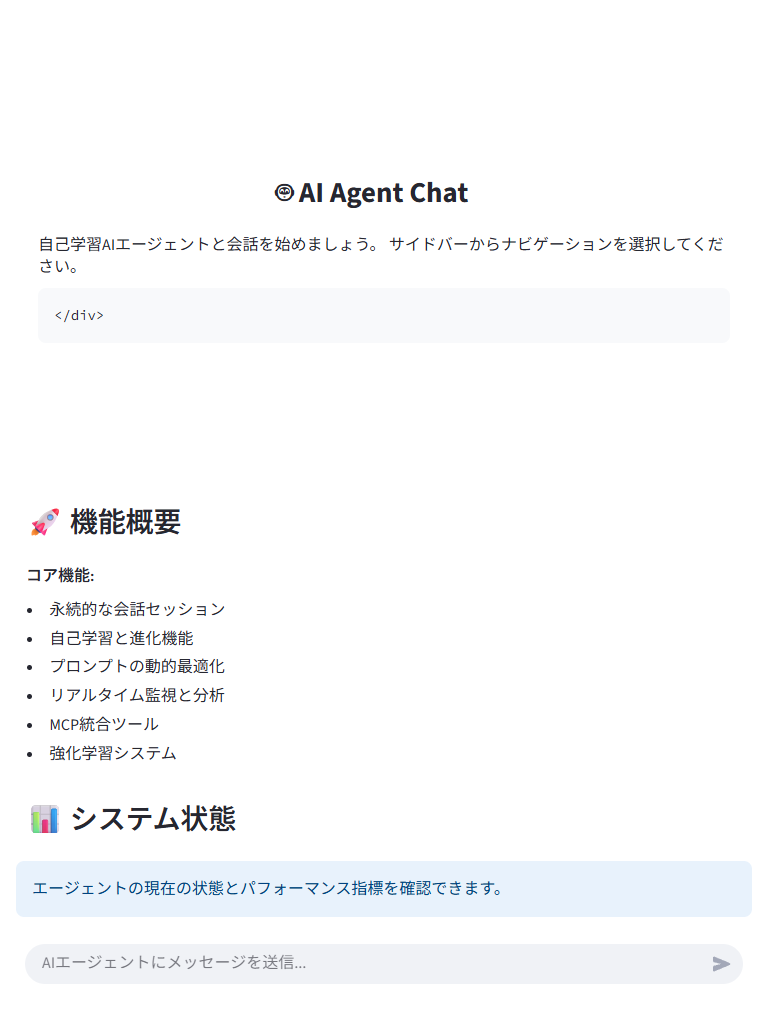 AI Agent Chat
自己学習AIエージェントと会話を始めましょう。 サイドバーからナビゲーションを選択してくだ
さい。
</div>
🚀 機能概要
コア機能:
• 永続的な会話セッション
• 自己学習と進化機能
• プロンプトの動的最適化
• リアルタイム監視と分析
• MCP統合ツール
• 強化学習システム
📊 システム状態
エージェントの現在の状態とパフォーマンス指標を確認できます。
AIエージェントにメッセージを送信...